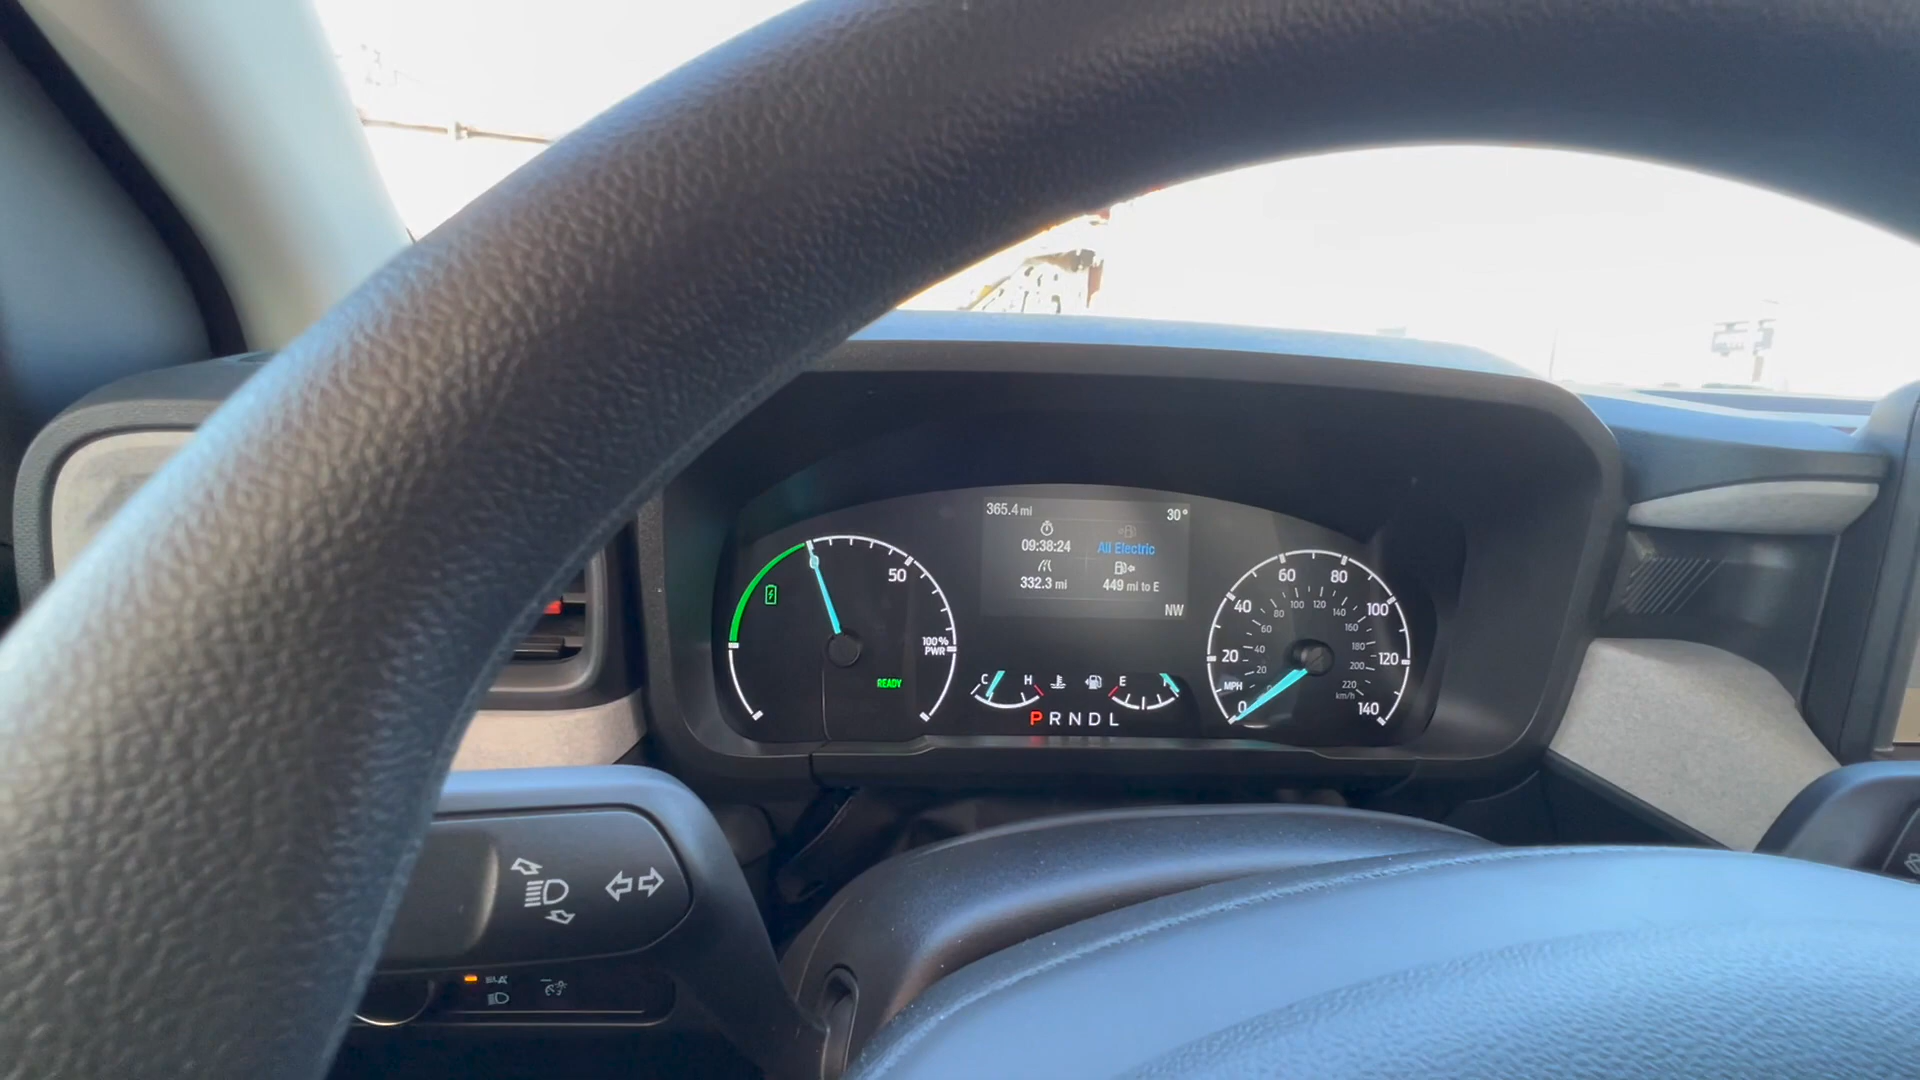 365.4 mi
30°
09:38:24
All Electric
332.3 mi
449 mi to E
NW
0
50
100%
PWR
READY
C H
E F
P R N D L
0 20 40 60 80 100 120 140
MPH
20 40 60 80 100 120 140 160 180 200 220
km/h